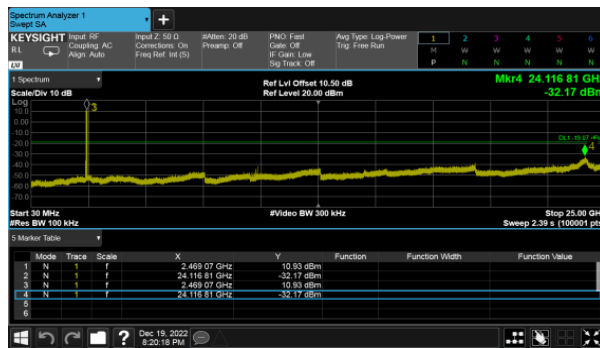 Spectrum Analyzer 1
Swept SA
KEYSIGHT Input: RF Input Z: 50 Ω #Atten: 20 dB PNO: Fast Avg Type: Log-Power 1 2 3 4 5 6
RL Coupling: AC Corrections: On Preamp: Off Gate: Off Trig: Free Run M W W W W W
Align: Auto Freq Ref: Int (S) IF Gain: Low
Sig Track: Off P N N N N N
LXI
1 Spectrum
Scale/Div 10 dB
Ref Lvl Offset 10.50 dB
Ref Level 20.00 dBm
Mkr4 24.116 81 GH
-32.17 dBm
Log
10.0
0.00
-10.0
-20.0
-30.0
-40.0
-50.0
-60.0
-70.0
3
4
Start 30 MHz
#Res BW 100 kHz
#Video BW 300 kHz
Stop 25.00 GH
Sweep 2.39 s (100001 pts
5 Marker Table
Mode Trace Scale X Y Function Function Width Function Value
1 N 1 f 2.469 07 GHz 10.93 dBm
2 N 1 f 24.116 81 GHz -32.17 dBm
3 N 1 f 2.469 07 GHz 10.93 dBm
4 N 1 f 24.116 81 GHz -32.17 dBm
5
6
? Dec 19, 2022
8:20:18 PM